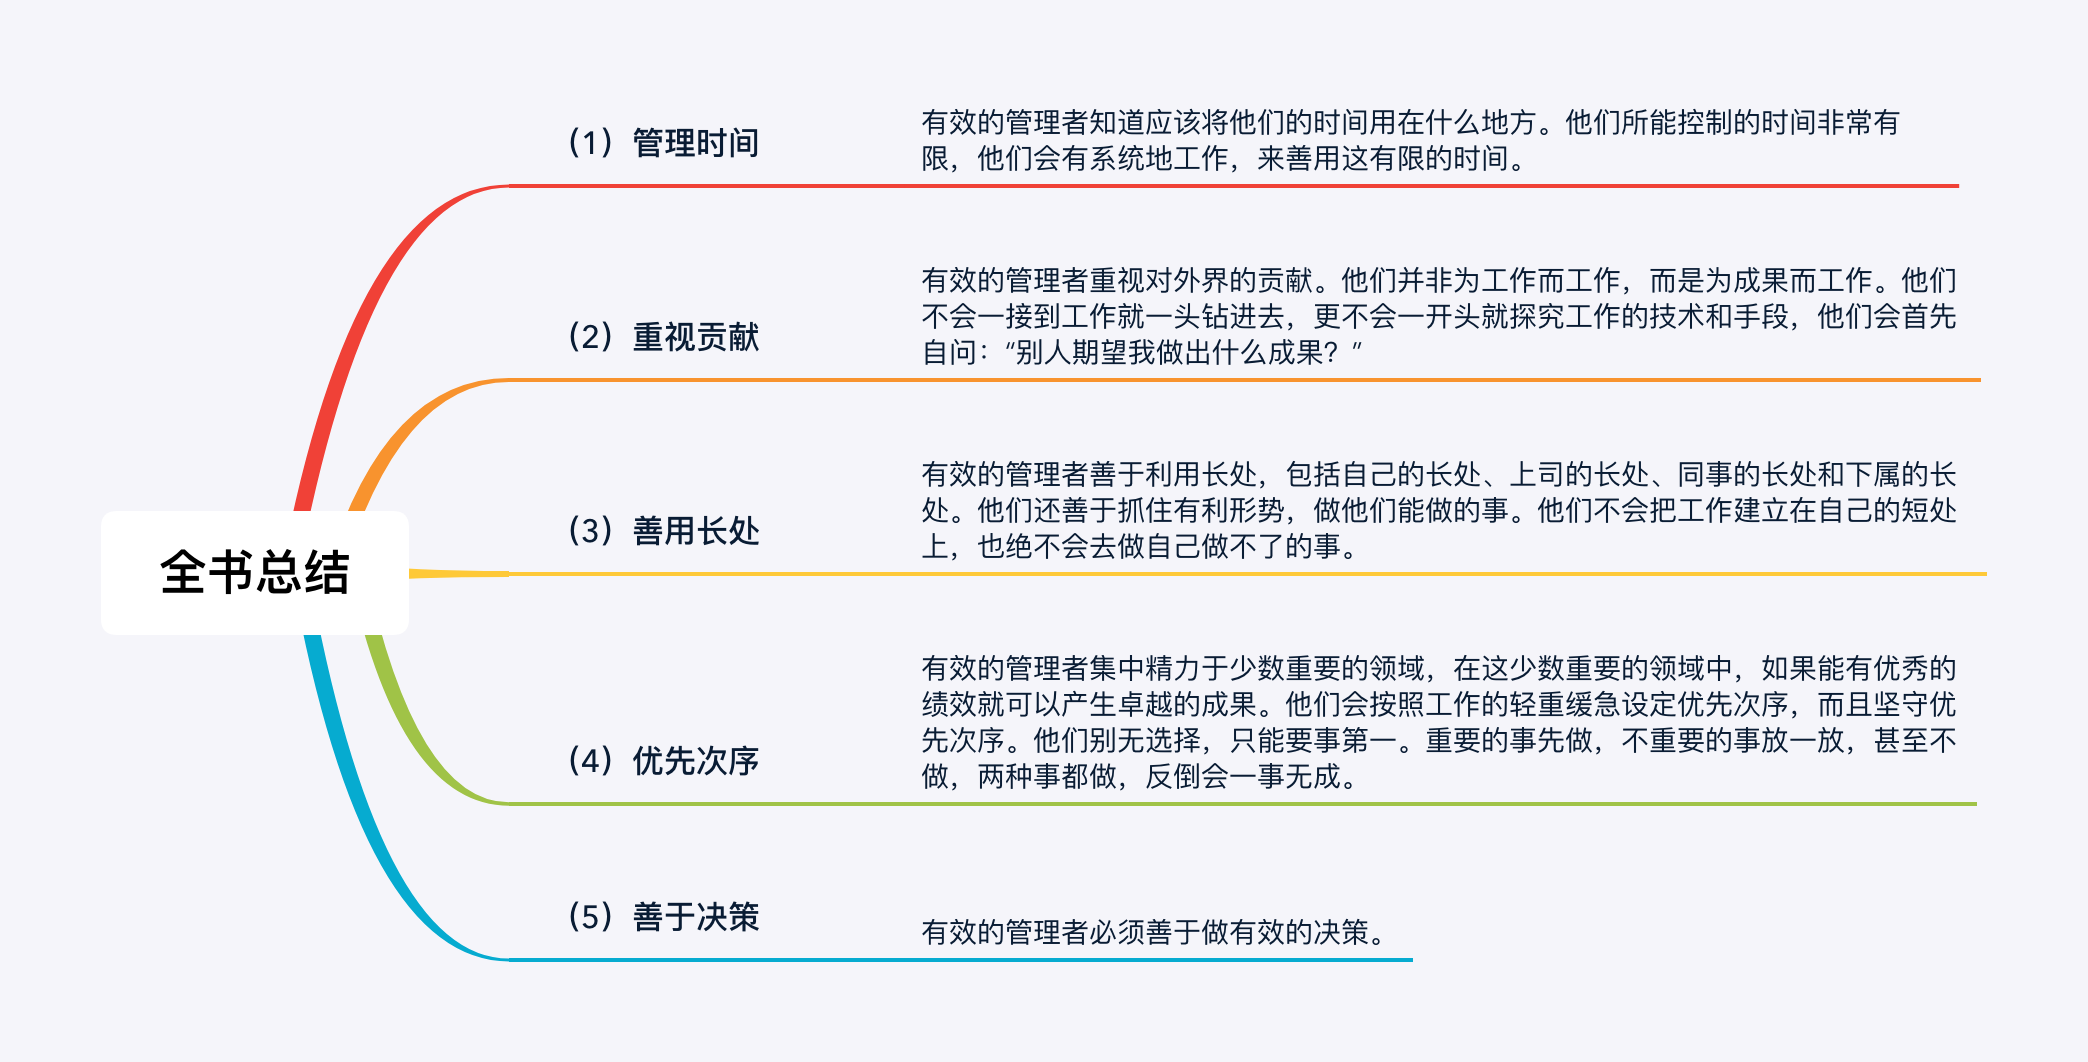 全书总结
（1）管理时间
有效的管理者知道应该将他们的时间用在什么地方。他们所能控制的时间非常有
限，他们会有系统地工作，来善用这有限的时间。
（2）重视贡献
有效的管理者重视对外界的贡献。他们并非为工作而工作，而是为成果而工作。他们
不会一接到工作就一头钻进去，更不会一开头就探究工作的技术和手段，他们会首先
自问：“别人期望我做出什么成果？”
（3）善用长处
有效的管理者善于利用长处，包括自己的长处、上司的长处、同事的长处和下属的长
处。他们还善于抓住有利形势，做他们能做的事。他们不会把工作建立在自己的短处
上，也绝不会去做自己做不了的事。
（4）优先次序
有效的管理者集中精力于少数重要的领域，在这少数重要的领域中，如果能有优秀的
绩效就可以产生卓越的成果。他们会按照工作的轻重缓急设定优先次序，而且坚守优
先次序。他们别无选择，只能要事第一。重要的事先做，不重要的事放一放，甚至不
做，两种事都做，反倒会一事无成。
（5）善于决策
有效的管理者必须善于做有效的决策。